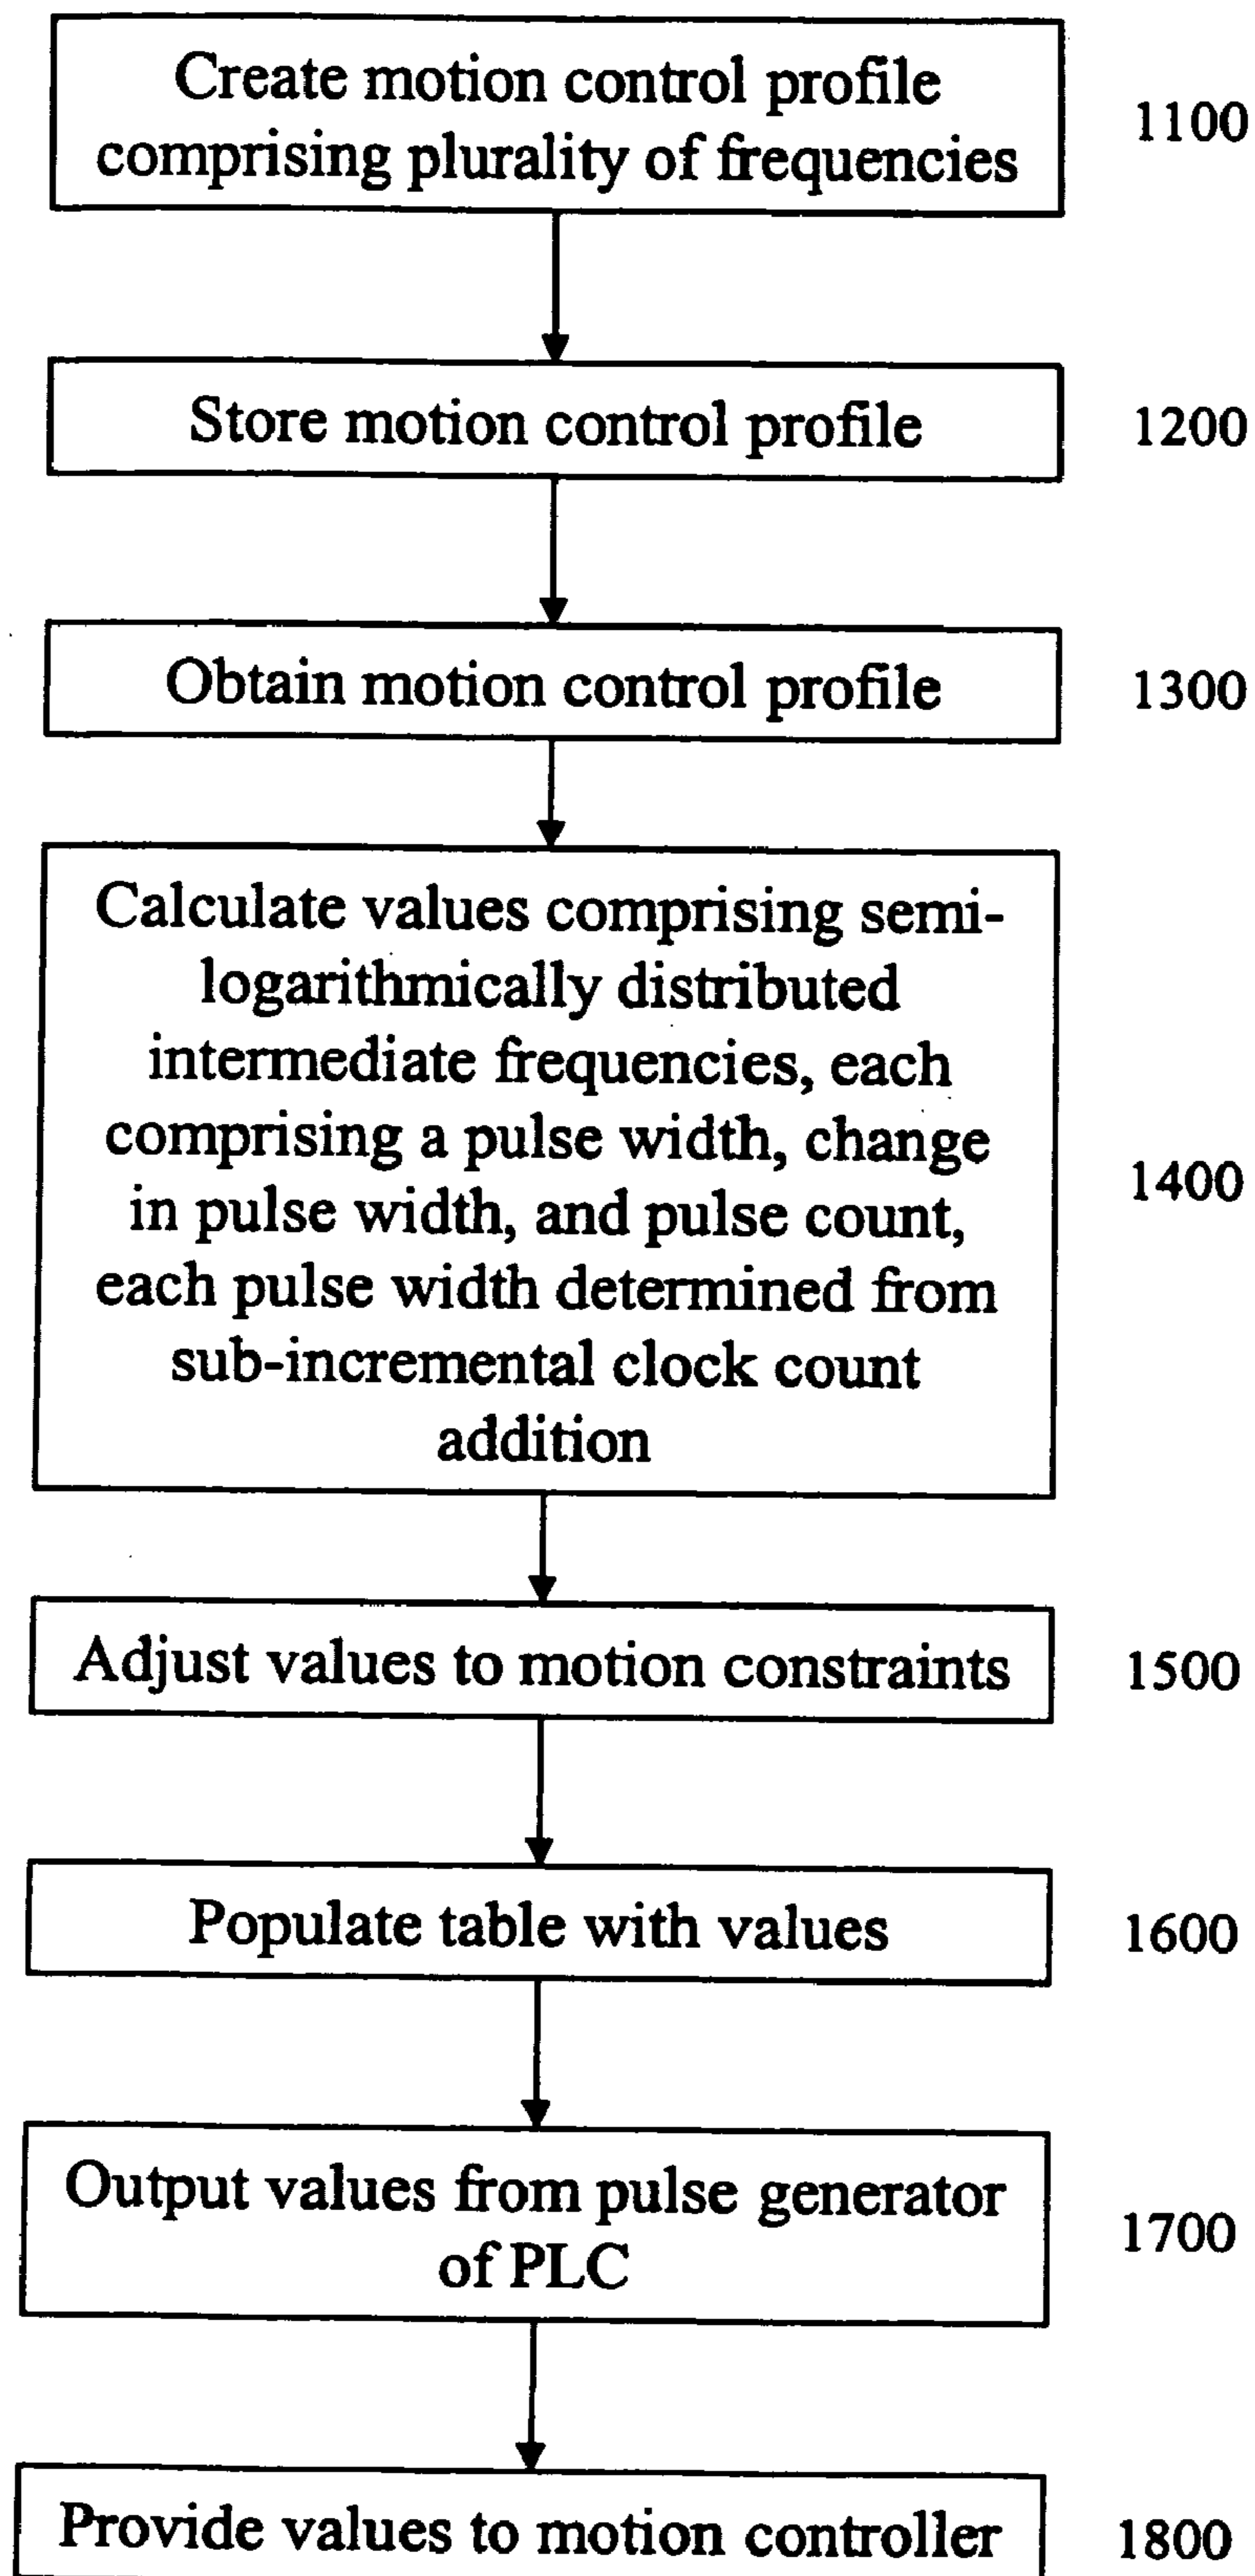 Create motion control profile
comprising plurality of frequencies
1100
Store motion control profile
1200
Obtain motion control profile
1300
Calculate values comprising semi-
logarithmically distributed
intermediate frequencies, each
comprising a pulse width, change
in pulse width, and pulse count,
each pulse width determined from
sub-incremental clock count
addition
1400
Adjust values to motion constraints
1500
Populate table with values
1600
Output values from pulse generator
of PLC
1700
Provide values to motion controller
1800